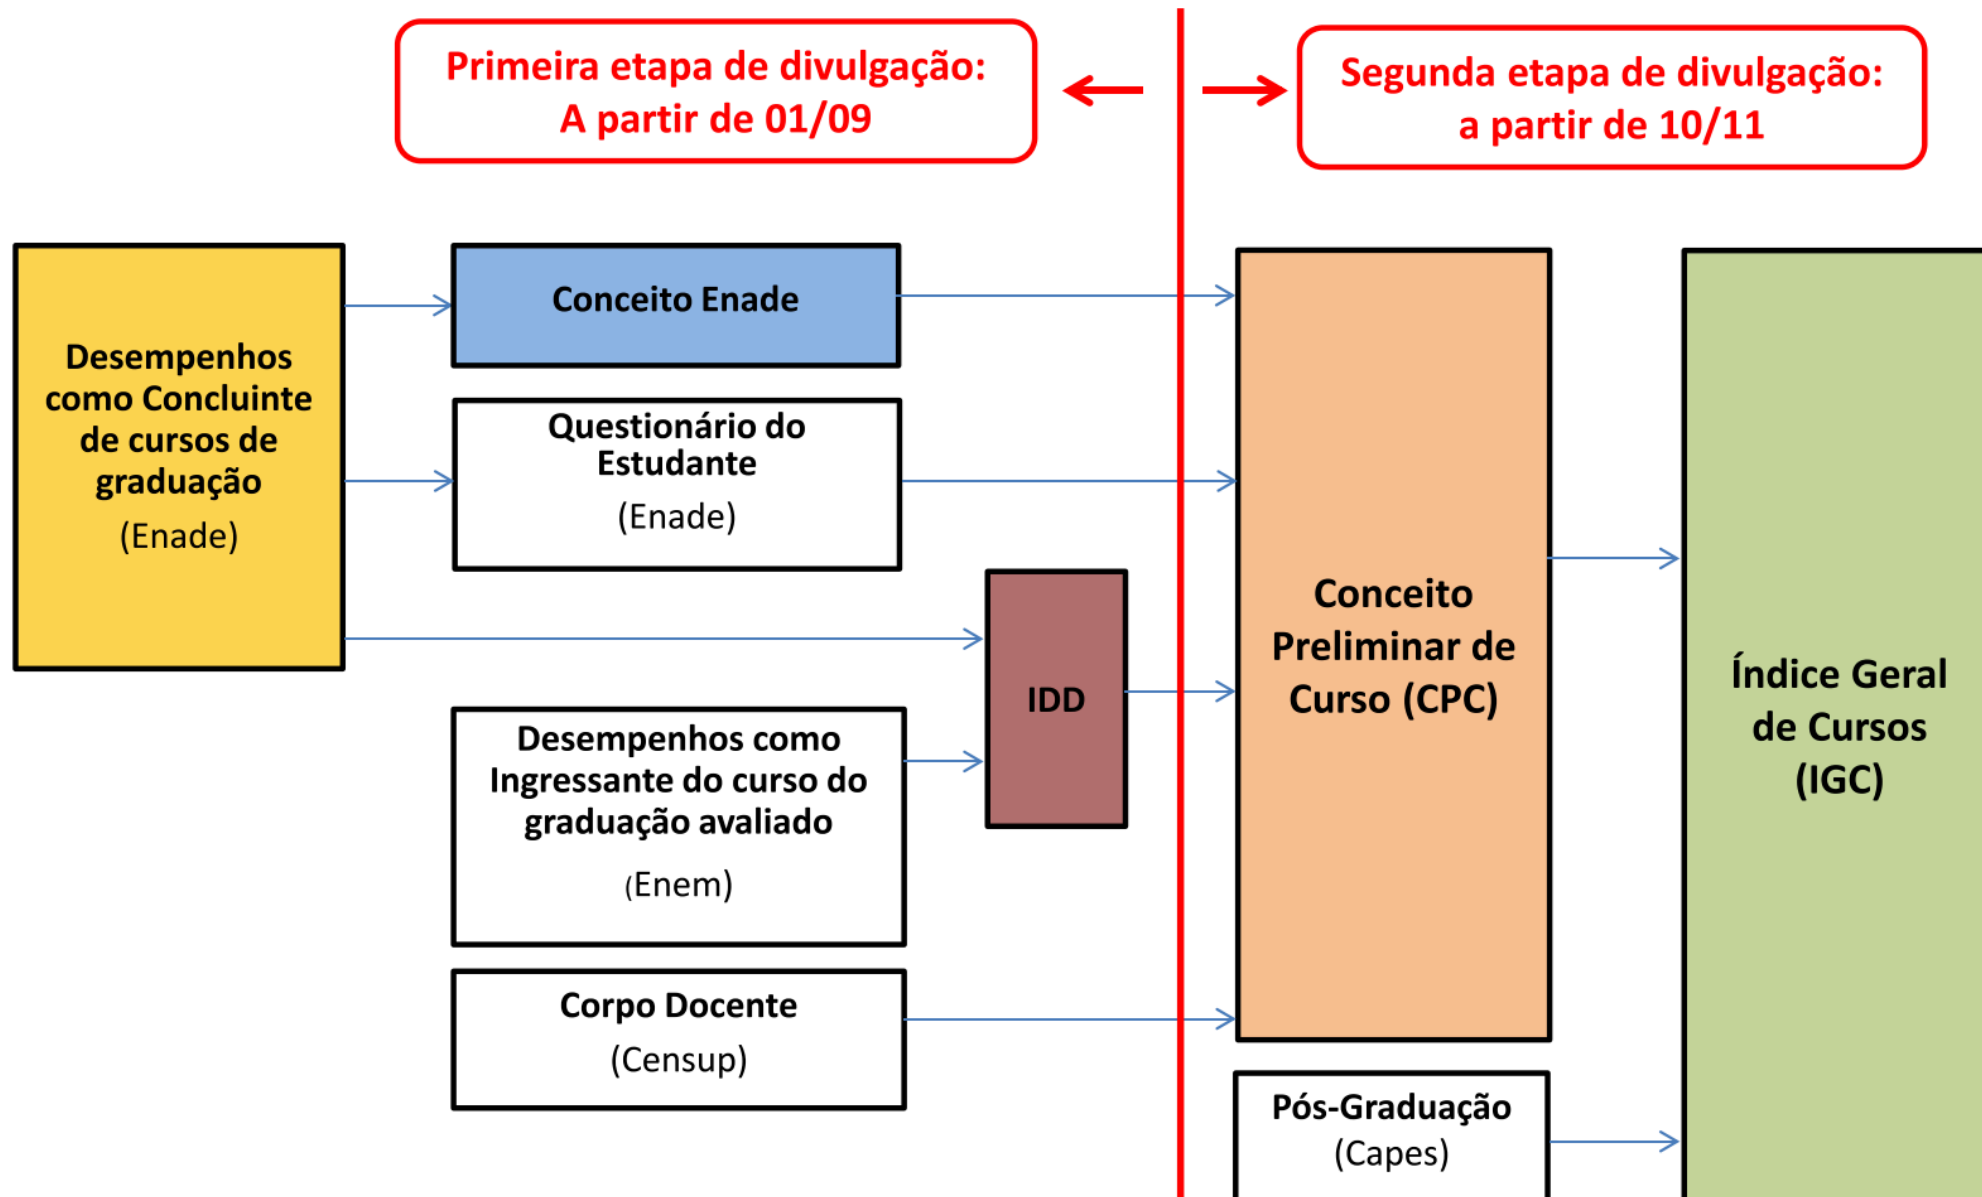 Primeira etapa de divulgação:
A partir de 01/09
Segunda etapa de divulgação:
a partir de 10/11
Desempenhos
como Concluinte
de cursos de
graduação
(Enade)
Conceito Enade
Questionário do
Estudante
(Enade)
IDD
Desempenhos como
Ingressante do curso do
graduação avaliado
(Enem)
Corpo Docente
(Censup)
Conceito
Preliminar de
Curso (CPC)
Pós-Graduação
(Capes)
Índice Geral
de Cursos
(IGC)